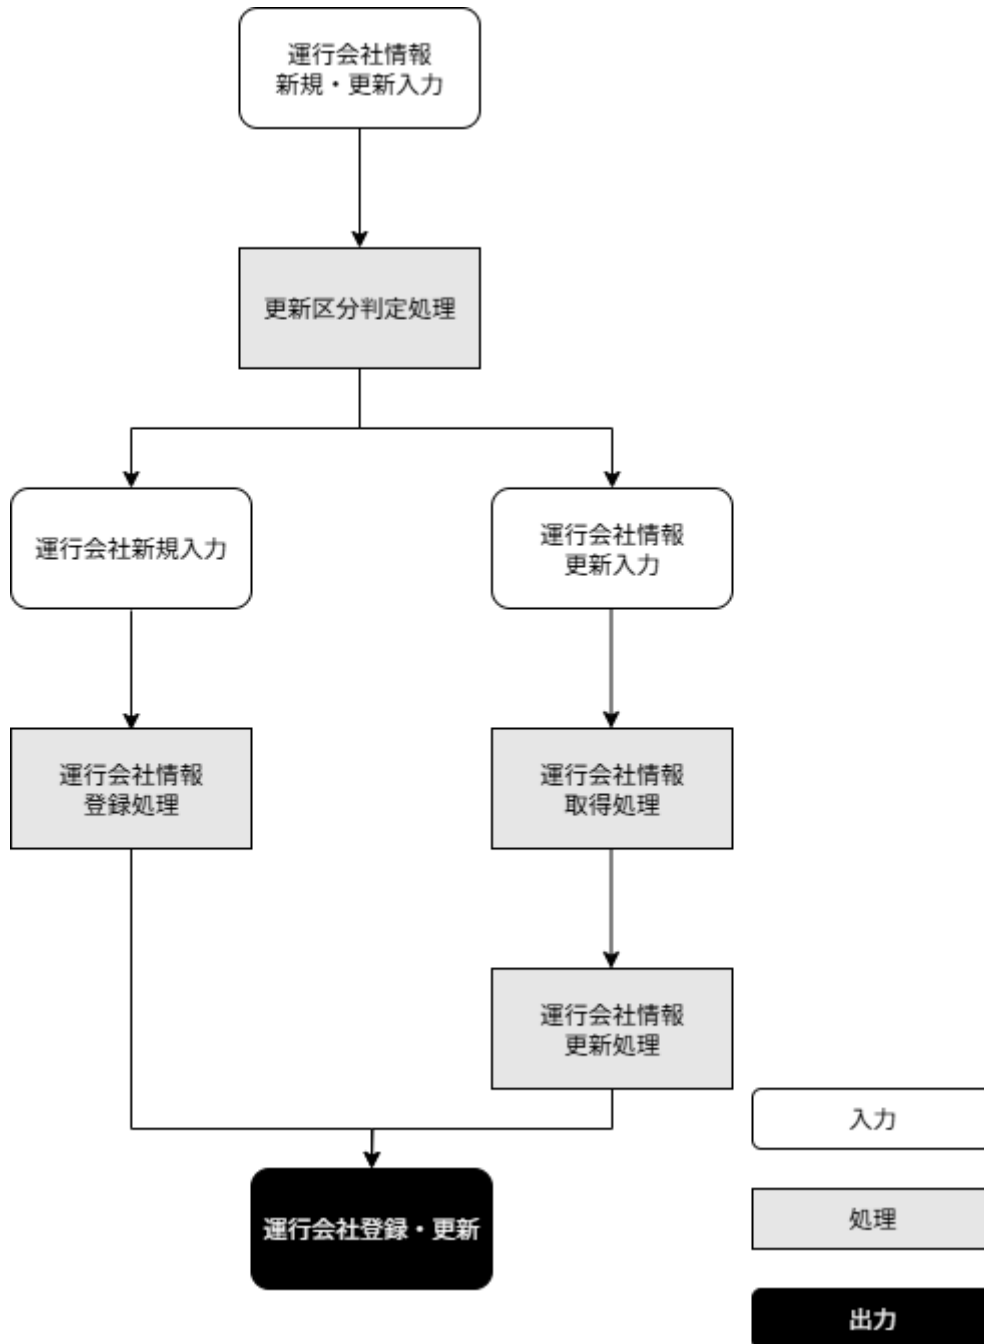 運行会社情報
新規・更新入力
更新区分判定処理
運行会社新規入力
運行会社情報
更新入力
運行会社情報
登録処理
運行会社情報
取得処理
運行会社情報
更新処理
運行会社登録・更新
入力
処理
出力